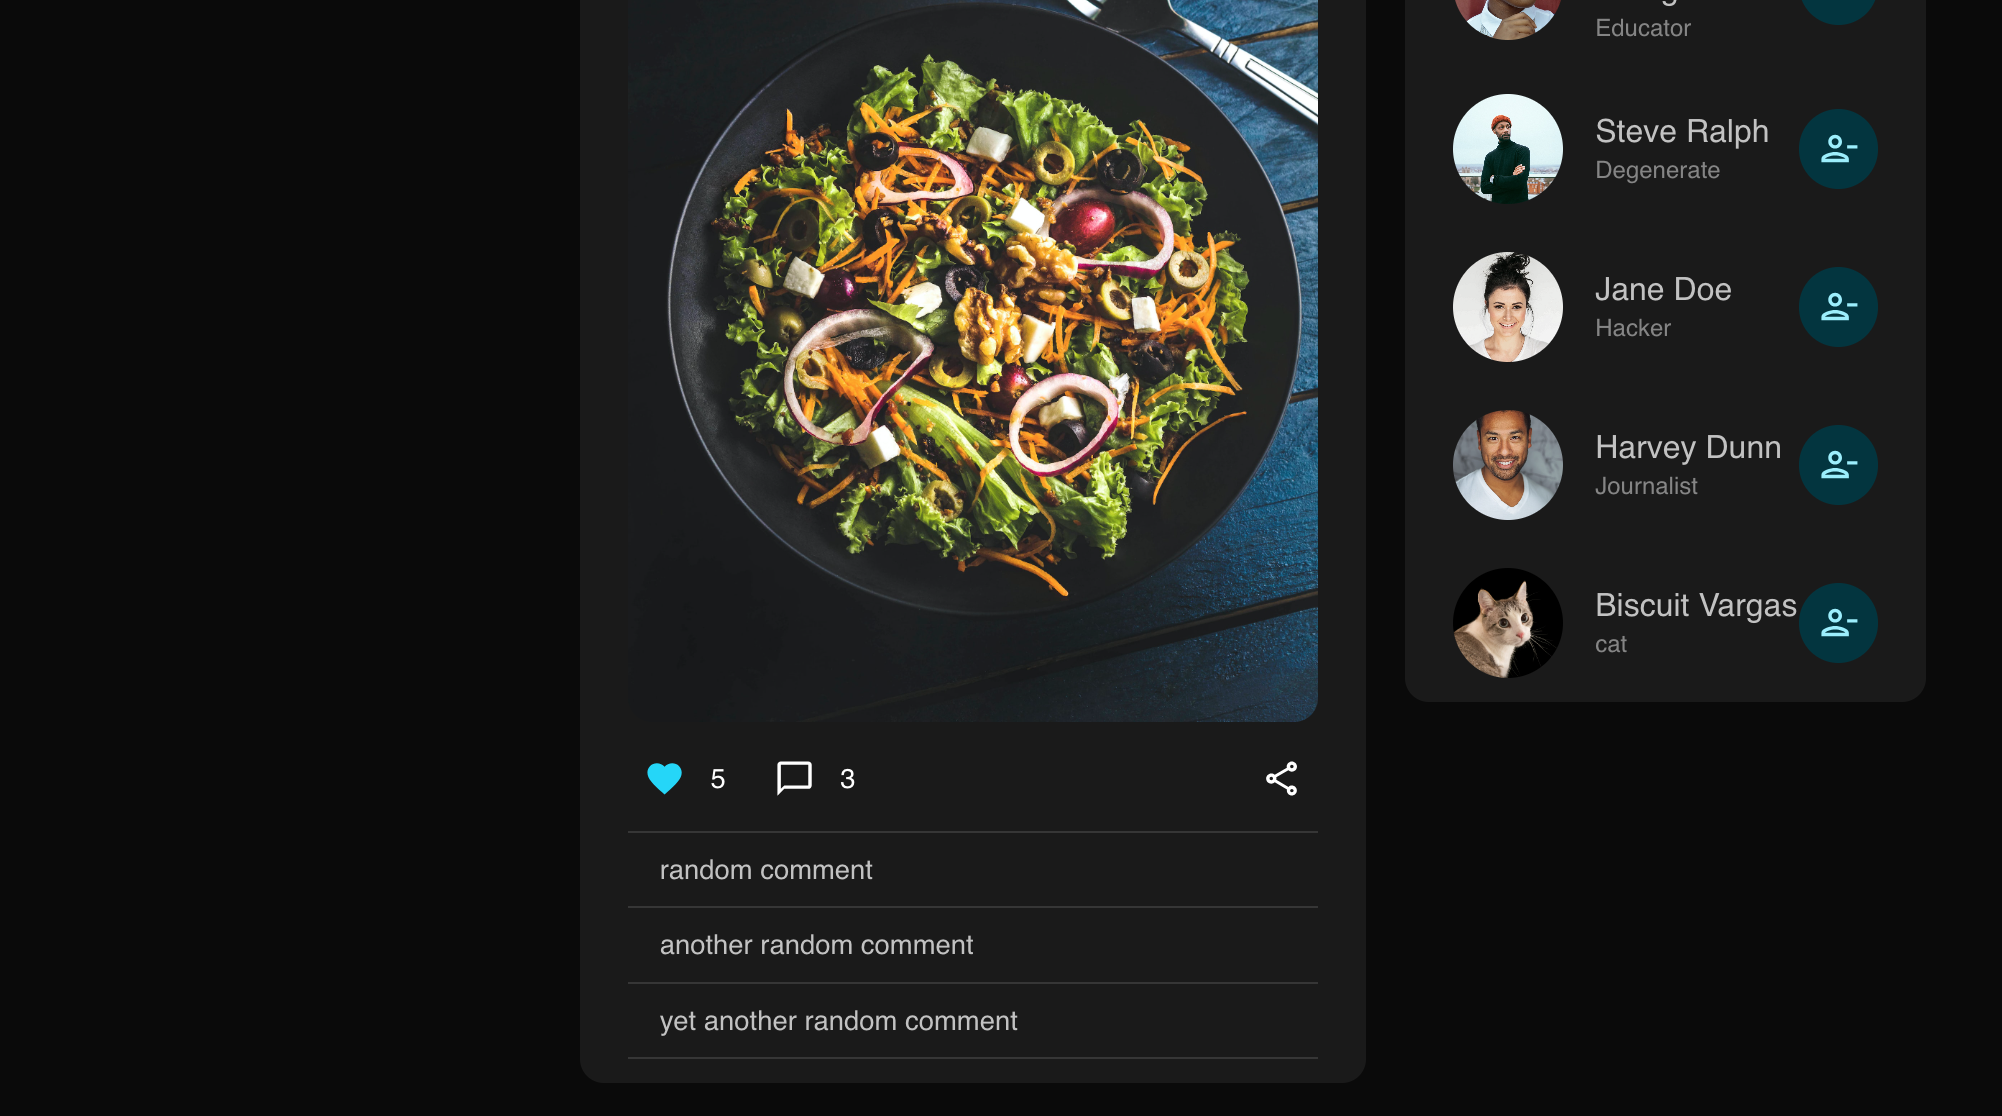 Educator
Steve Ralph
Degenerate
Jane Doe
Hacker
Harvey Dunn
Journalist
Biscuit Vargas
cat
5
3
random comment
another random comment
yet another random comment